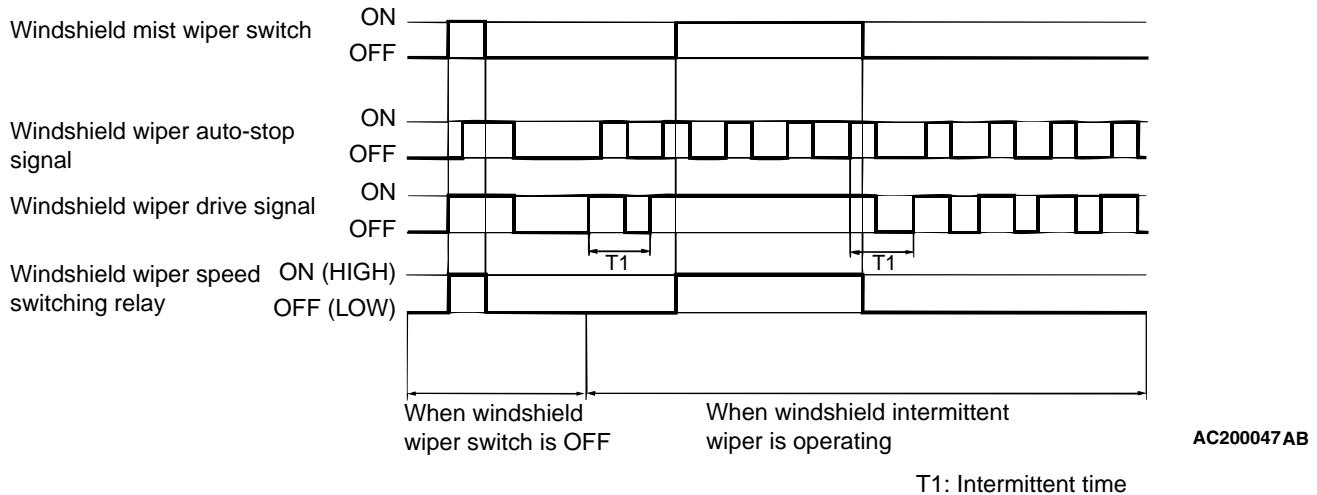 Windshield mist wiper switch
ON
OFF
Windshield wiper auto-stop
signal
ON
OFF
Windshield wiper drive signal
ON
OFF
T1
T1
Windshield wiper speed
switching relay
ON (HIGH)
OFF (LOW)
When windshield
wiper switch is OFF
When windshield intermittent
wiper is operating
AC200047AB
T1: Intermittent time